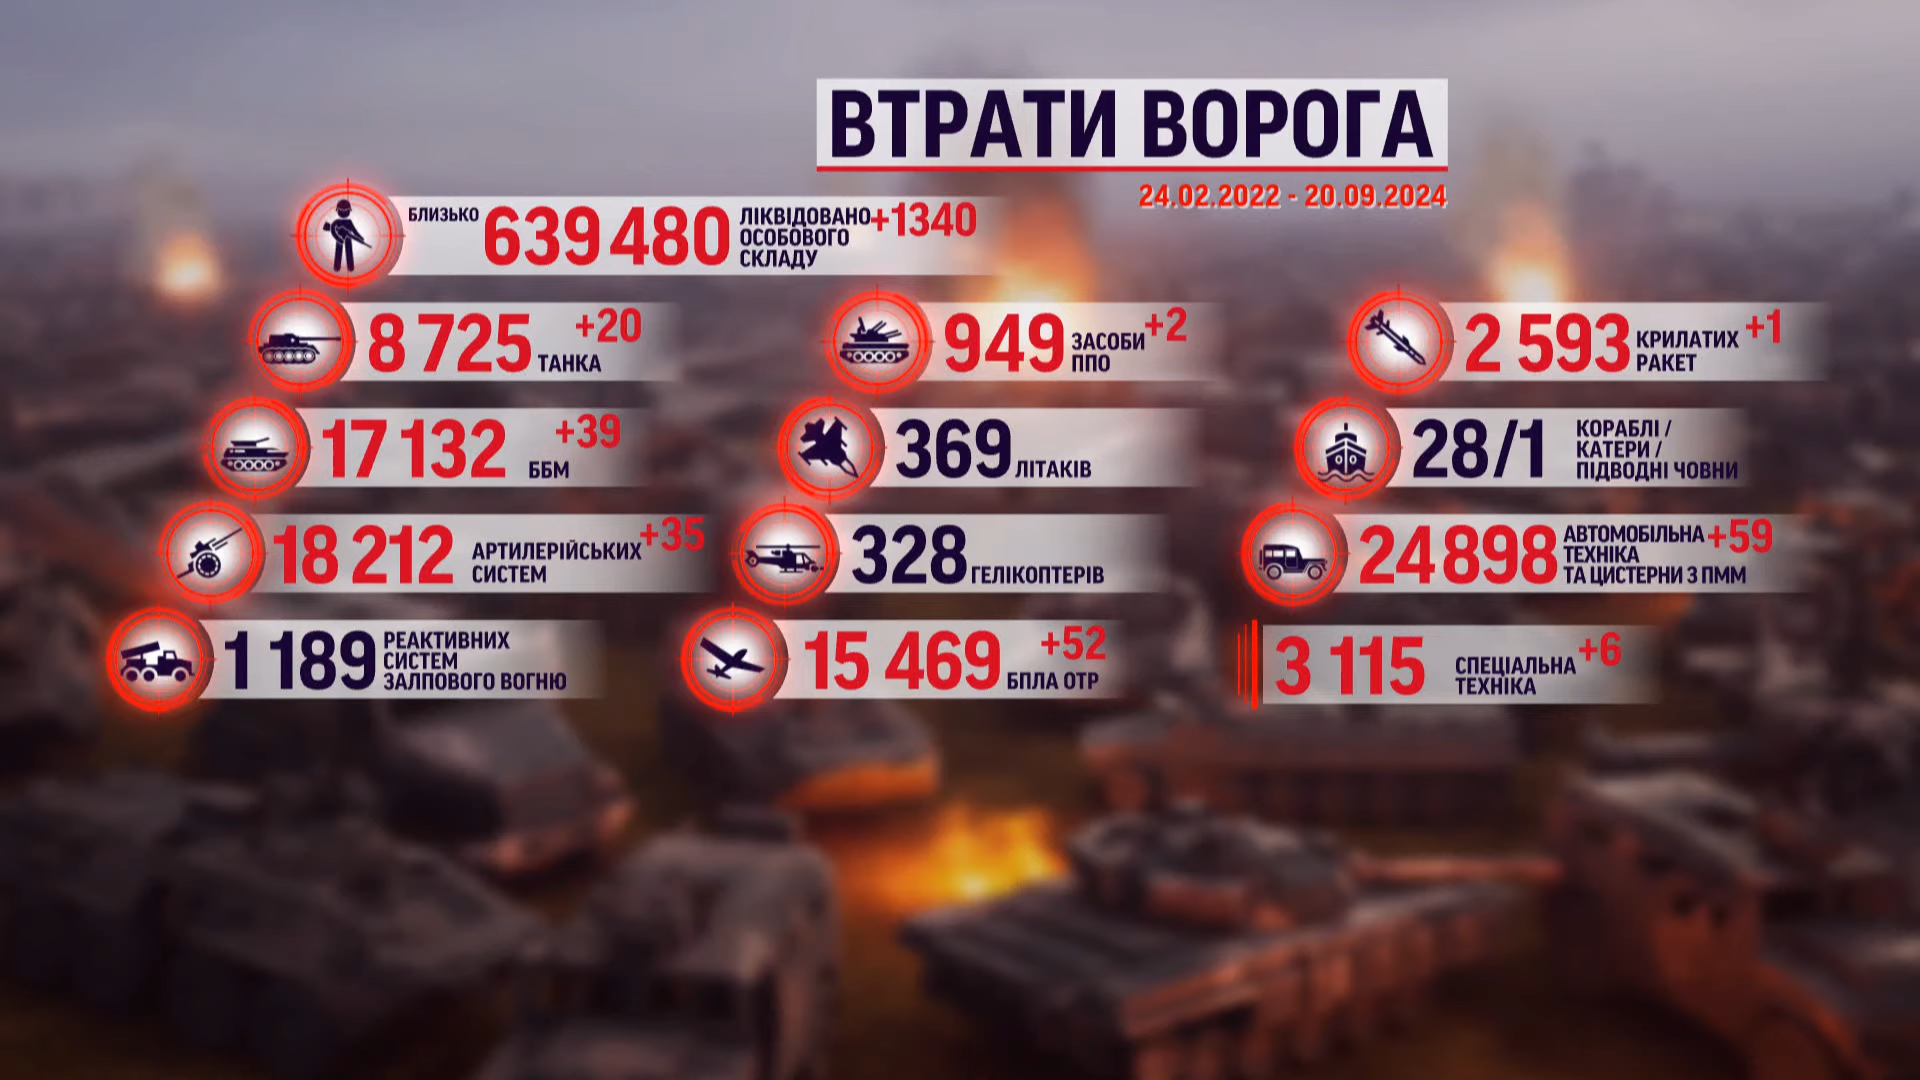 ВТРАТИ ВОРОГА
24.02.2022 - 20.09.2024
БЛИЗЬКО 639 480 ЛІКВІДОВАНО +1340
ОСОБОВОГО
СКЛАДУ
8 725 ТАНКА +20
17 132 ББМ +39
18 212 АРТИЛЕРІЙСЬКИХ +35
СИСТЕМ
1 189 РЕАКТИВНИХ
СИСТЕМ
ЗАЛПОВОГО ВОГНЮ
949 ЗАСОБИ +2
ППО
369 ЛІТАКІВ
328 ГЕЛІКОПТЕРІВ
15 469 БПЛА ОТР +52
2 593 КРИЛАТИХ +1
РАКЕТ
28/1 КОРАБЛІ /
КАТЕРИ /
ПІДВОДНІ ЧОВНИ
24 898 АВТОМОБІЛЬНА +59
ТЕХНІКА
ТА ЦИСТЕРНИ З ПММ
3 115 СПЕЦІАЛЬНА +6
ТЕХНІКА